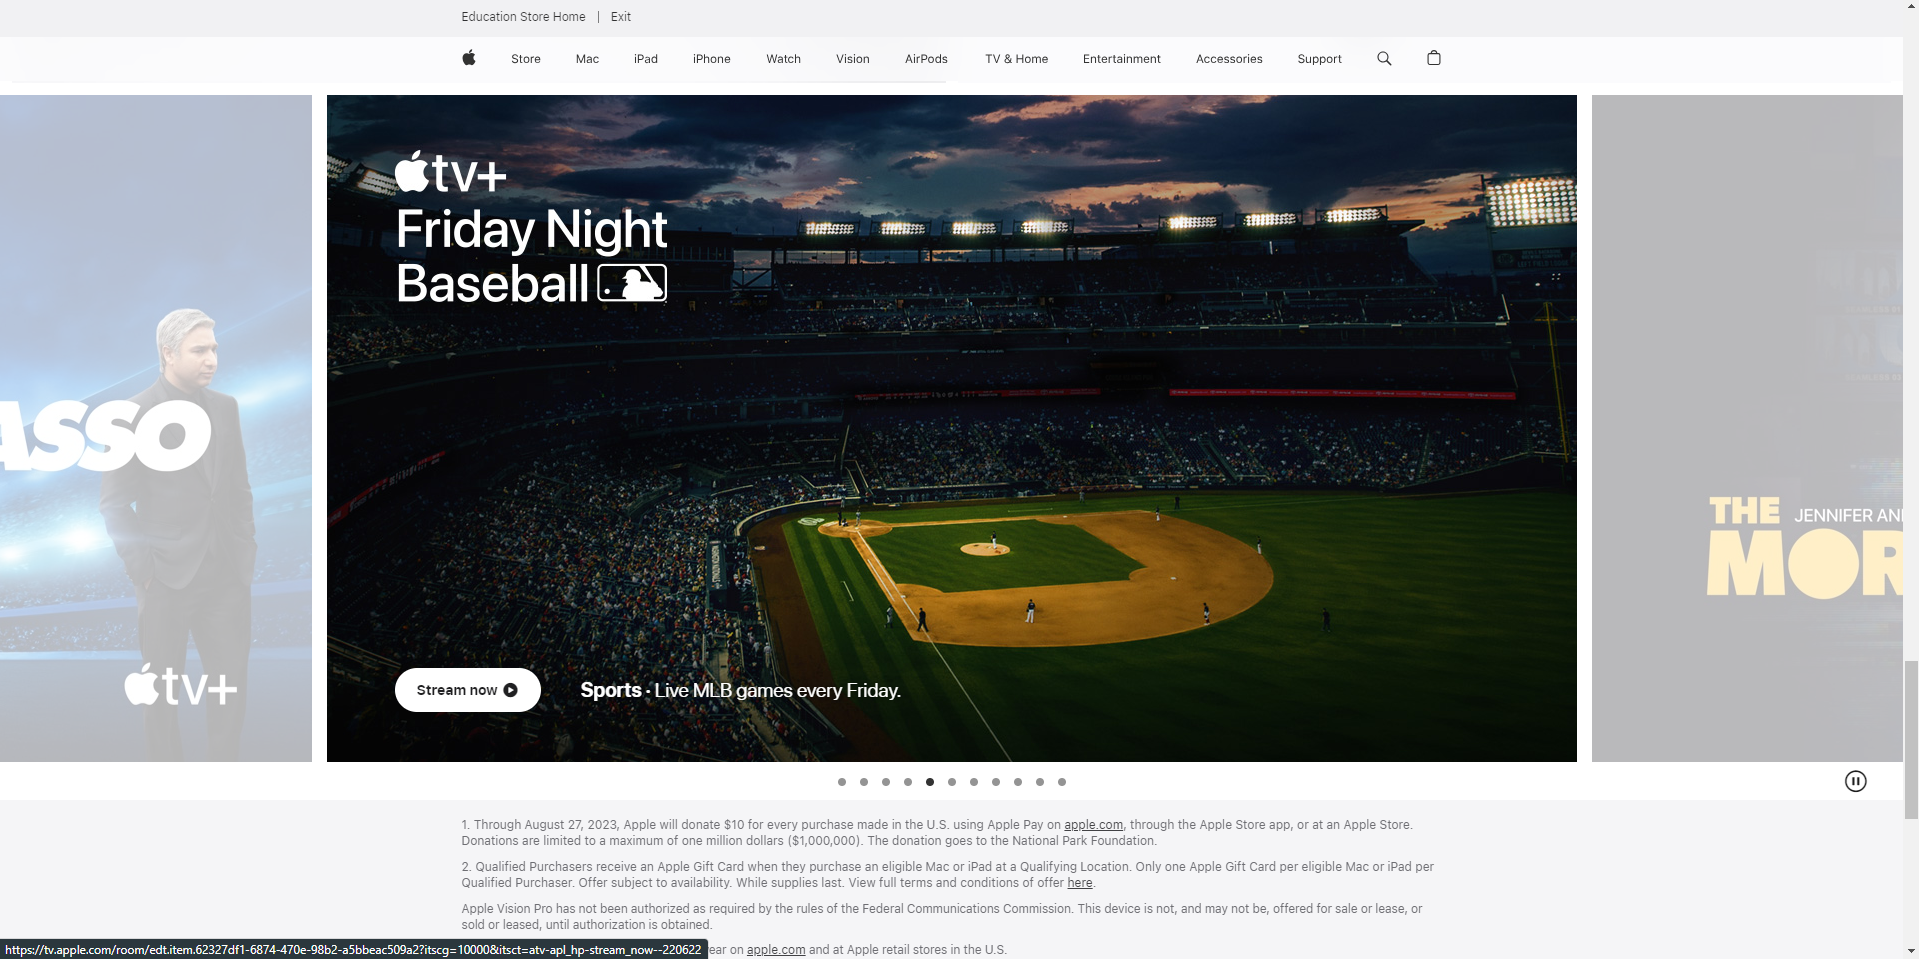 Education Store Home | Exit
Store Mac iPad iPhone Watch Vision AirPods TV & Home Entertainment Accessories Support
tv+
Friday Night
Baseball
ASSO
tv+
THE
JENNIFER AN
MOR
Stream now
Sports · Live MLB games every Friday.
1. Through August 27, 2023, Apple will donate $10 for every purchase made in the U.S. using Apple Pay on apple.com, through the Apple Store app, or at an Apple Store.
Donations are limited to a maximum of one million dollars ($1,000,000). The donation goes to the National Park Foundation.
2. Qualified Purchasers receive an Apple Gift Card when they purchase an eligible Mac or iPad at a Qualifying Location. Only one Apple Gift Card per eligible Mac or iPad per
Qualified Purchaser. Offer subject to availability. While supplies last. View full terms and conditions of offer here.
Apple Vision Pro has not been authorized as required by the rules of the Federal Communications Commission. This device is not, and may not be, offered for sale or lease, or
sold or leased, until authorization is obtained.
ear on apple.com and at Apple retail stores in the U.S.
https://tv.apple.com/room/edt.item.62327df1-6874-470e-98b2-a5bbeac509a2?itscg=10000&itsct=atv-apl_hp-stream_now--220622